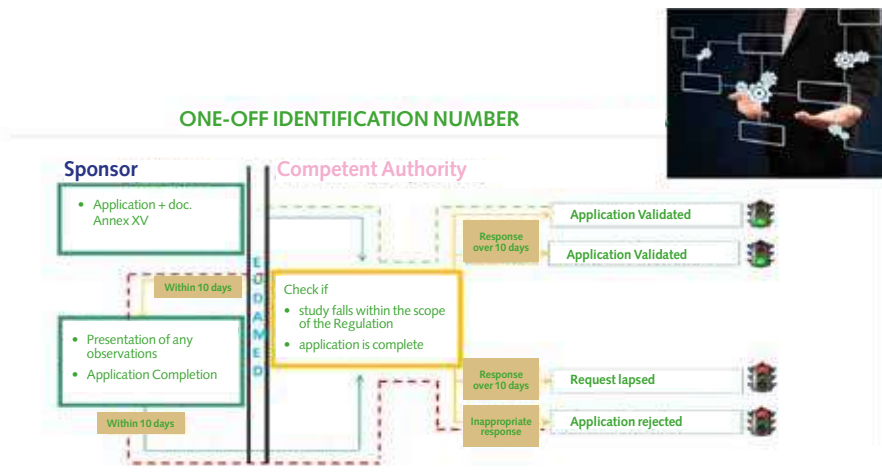 ONE-OFF IDENTIFICATION NUMBER
Sponsor
Competent Authority
• Application + doc.
Annex XV
EUDAMED
Within 10 days
• Presentation of any
observations
• Application Completion
Within 10 days
Check if
• study falls within the scope
of the Regulation
• application is complete
Application Validated
Response
over 10 days
Application Validated
Response
over 10 days
Request lapsed
Inappropriate
response
Application rejected